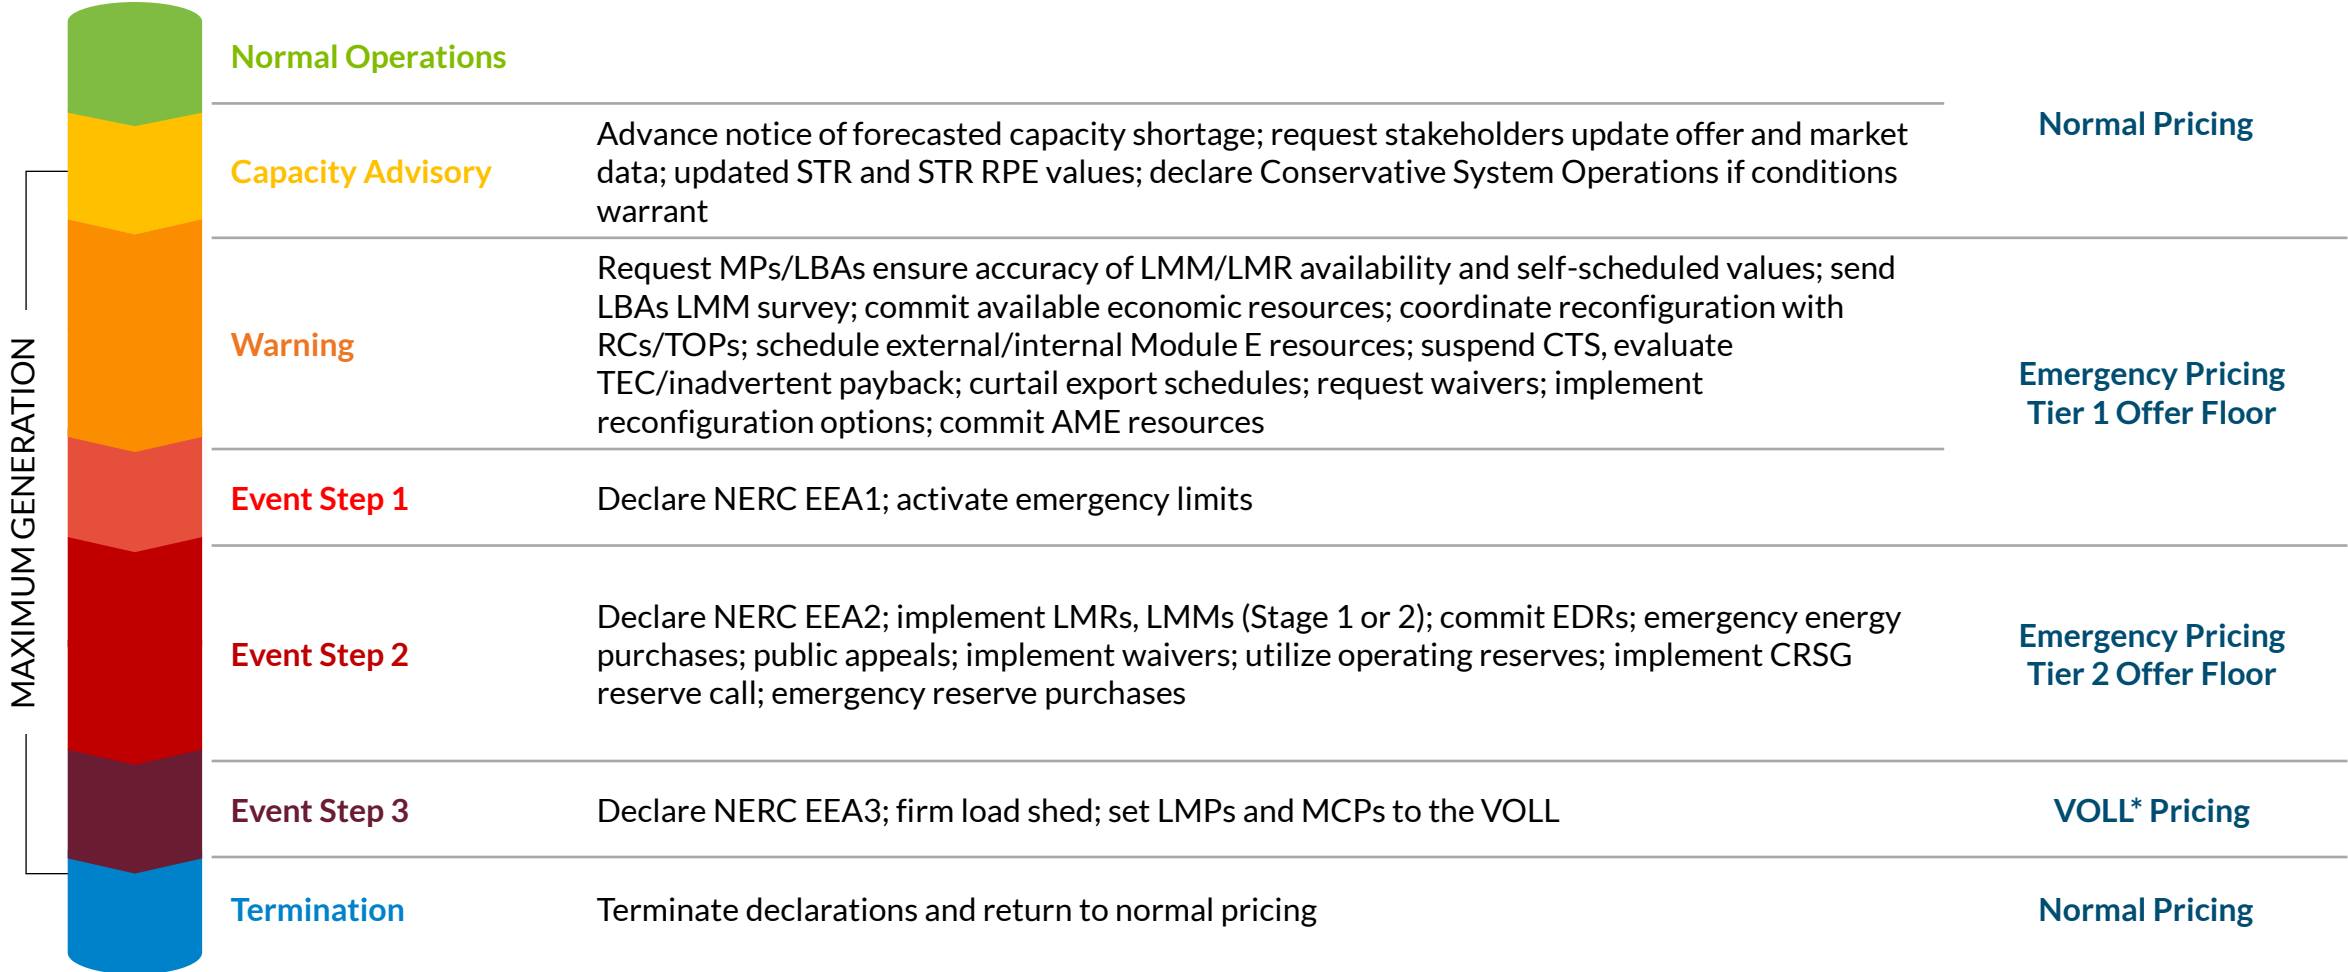 Normal Operations
Normal Pricing
Capacity Advisory
Advance notice of forecasted capacity shortage; request stakeholders update offer and market
data; updated STR and STR RPE values; declare Conservative System Operations if conditions
warrant
MAXIMUM GENERATION
Warning
Request MPs/LBAs ensure accuracy of LMM/LMR availability and self-scheduled values; send
LBAs LMM survey; commit available economic resources; coordinate reconfiguration with
RCs/TOPs; schedule external/internal Module E resources; suspend CTS, evaluate
TEC/inadvertent payback; curtail export schedules; request waivers; implement
reconfiguration options; commit AME resources
Emergency Pricing
Tier 1 Offer Floor
Event Step 1
Declare NERC EEA1; activate emergency limits
Event Step 2
Declare NERC EEA2; implement LMRs, LMMs (Stage 1 or 2); commit EDRs; emergency energy
purchases; public appeals; implement waivers; utilize operating reserves; implement CRSG
reserve call; emergency reserve purchases
Emergency Pricing
Tier 2 Offer Floor
Event Step 3
Declare NERC EEA3; firm load shed; set LMPs and MCPs to the VOLL
VOLL* Pricing
Termination
Terminate declarations and return to normal pricing
Normal Pricing